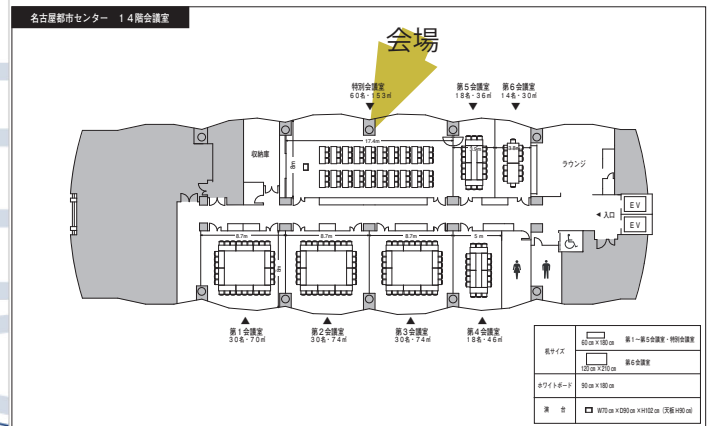 名古屋都市センター　14階会議室
会場
特別会議室
60名・153㎡
第5会議室
18名・36㎡
第6会議室
14名・30㎡
収納庫
17.4m
8m
3.8m
ラウンジ
入口
EV
EV
8.7m
8.7m
8.7m
5m
第1会議室
30名・70㎡
第2会議室
30名・74㎡
第3会議室
30名・74㎡
第4会議室
18名・46㎡
机サイズ
60㎝×180㎝
第1～第5会議室・特別会議室
120㎝×210㎝
第6会議室
ホワイトボード
90㎝×180㎝
演　台
W70㎝×D90㎝×H102㎝（天板H90㎝）